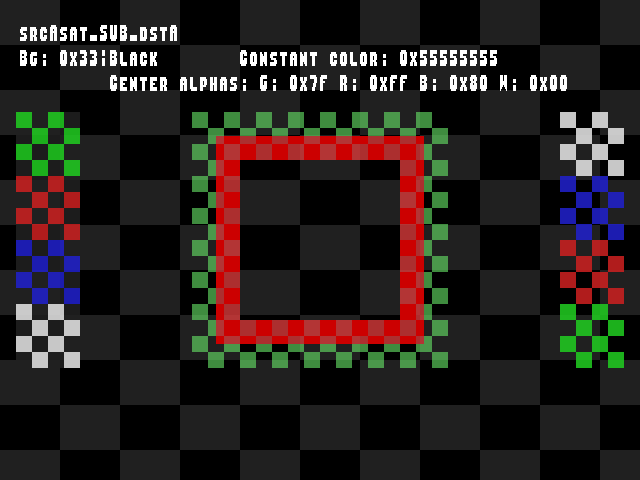 srcAsat_SUB_dstA
Bg: 0x33¦Black Constant color: 0x55555555
Center alphas: G: 0x7f R: 0xff B: 0x80 W: 0x00